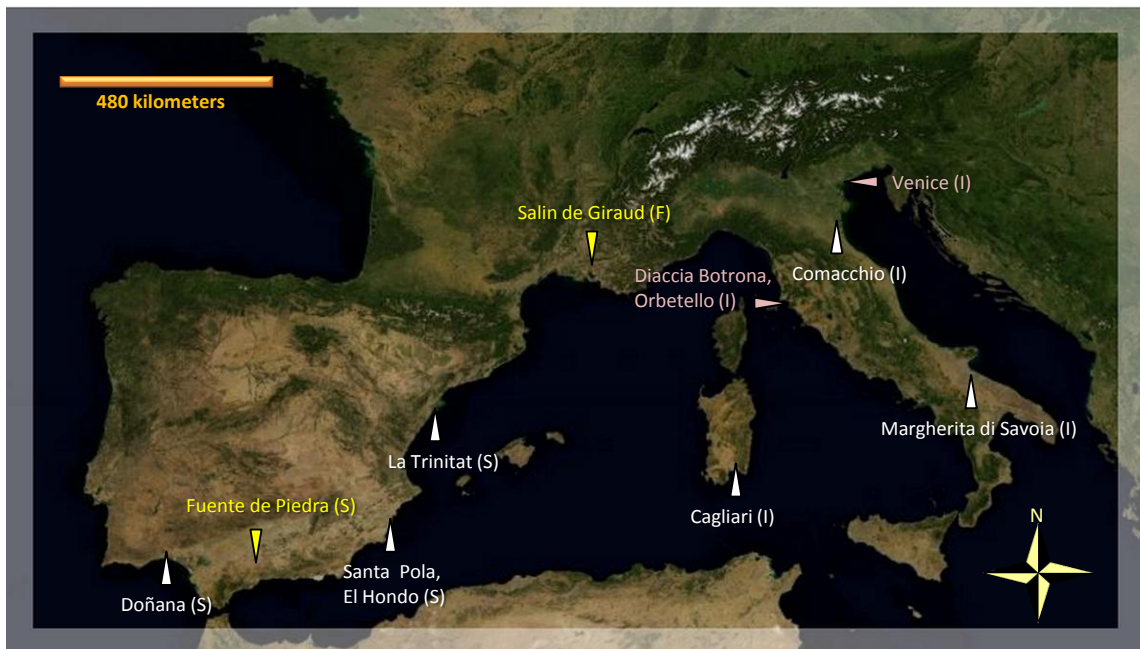 480 kilometers
Venice (I)
Salin de Giraud (F)
Comacchio (I)
Diaccia Botrona,
Orbetello (I)
Margherita di Savoia (I)
La Trinitat (S)
Fuente de Piedra (S)
Cagliari (I)
N
Santa Pola,
El Hondo (S)
Doñana (S)